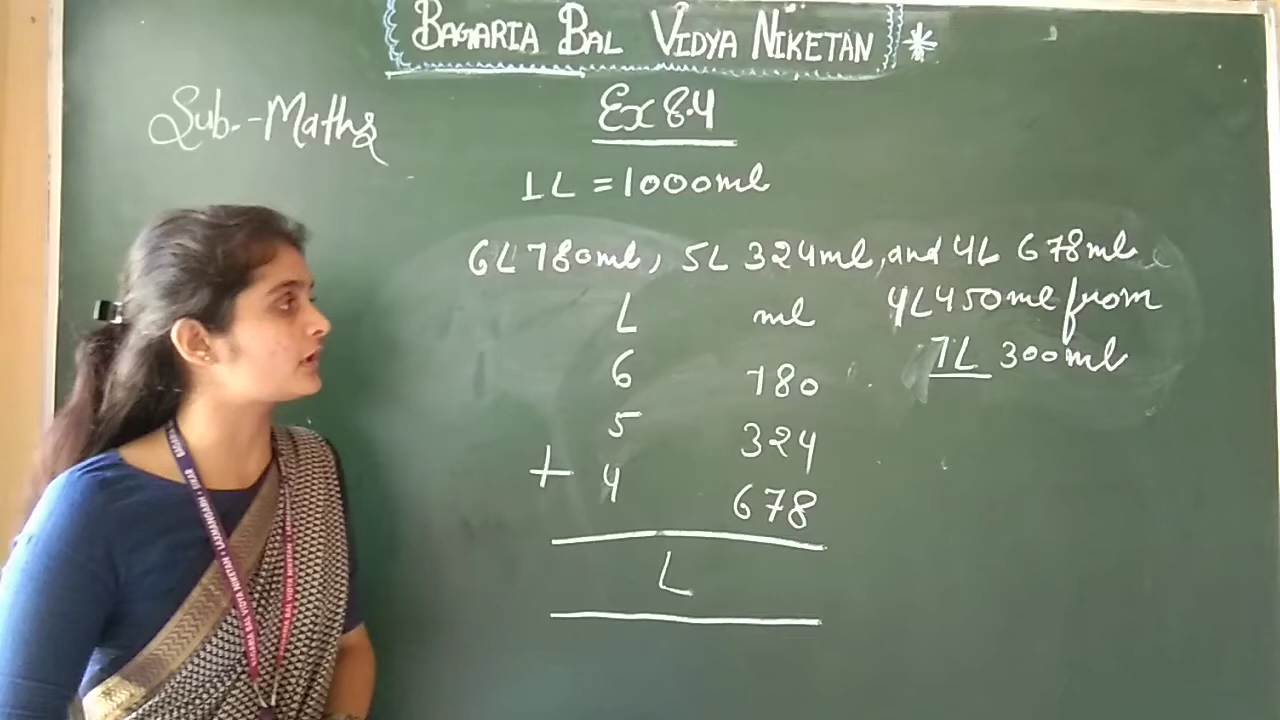 BAGARIA BAL VIDYA NIKETAN *
Sub.-Maths
Ex 8.4
1L = 1000ml
6L 780ml, 5L 324ml, and 4L 678ml
4L 450ml from
7L 300ml
L ml
6 780
5 324
+ 4 678
L